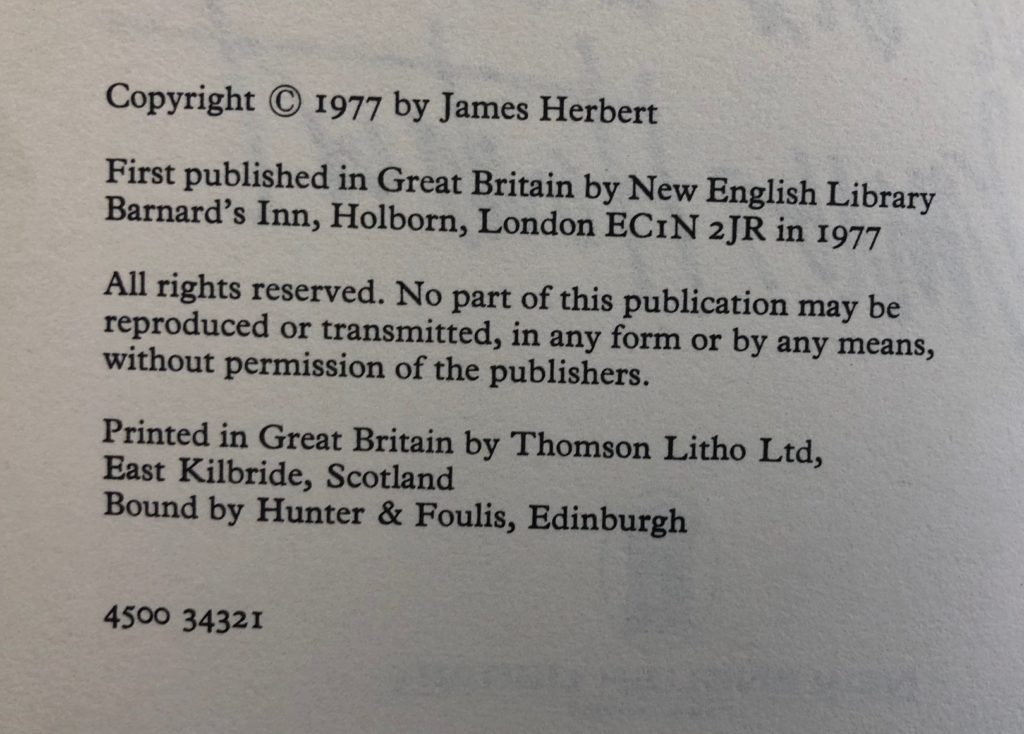 Copyright © 1977 by James Herbert
First published in Great Britain by New English Library
Barnard's Inn, Holborn, London EC1N 2JR in 1977
All rights reserved. No part of this publication may be
reproduced or transmitted, in any form or by any means,
without permission of the publishers.
Printed in Great Britain by Thomson Litho Ltd,
East Kilbride, Scotland
Bound by Hunter & Foulis, Edinburgh
4500 34321